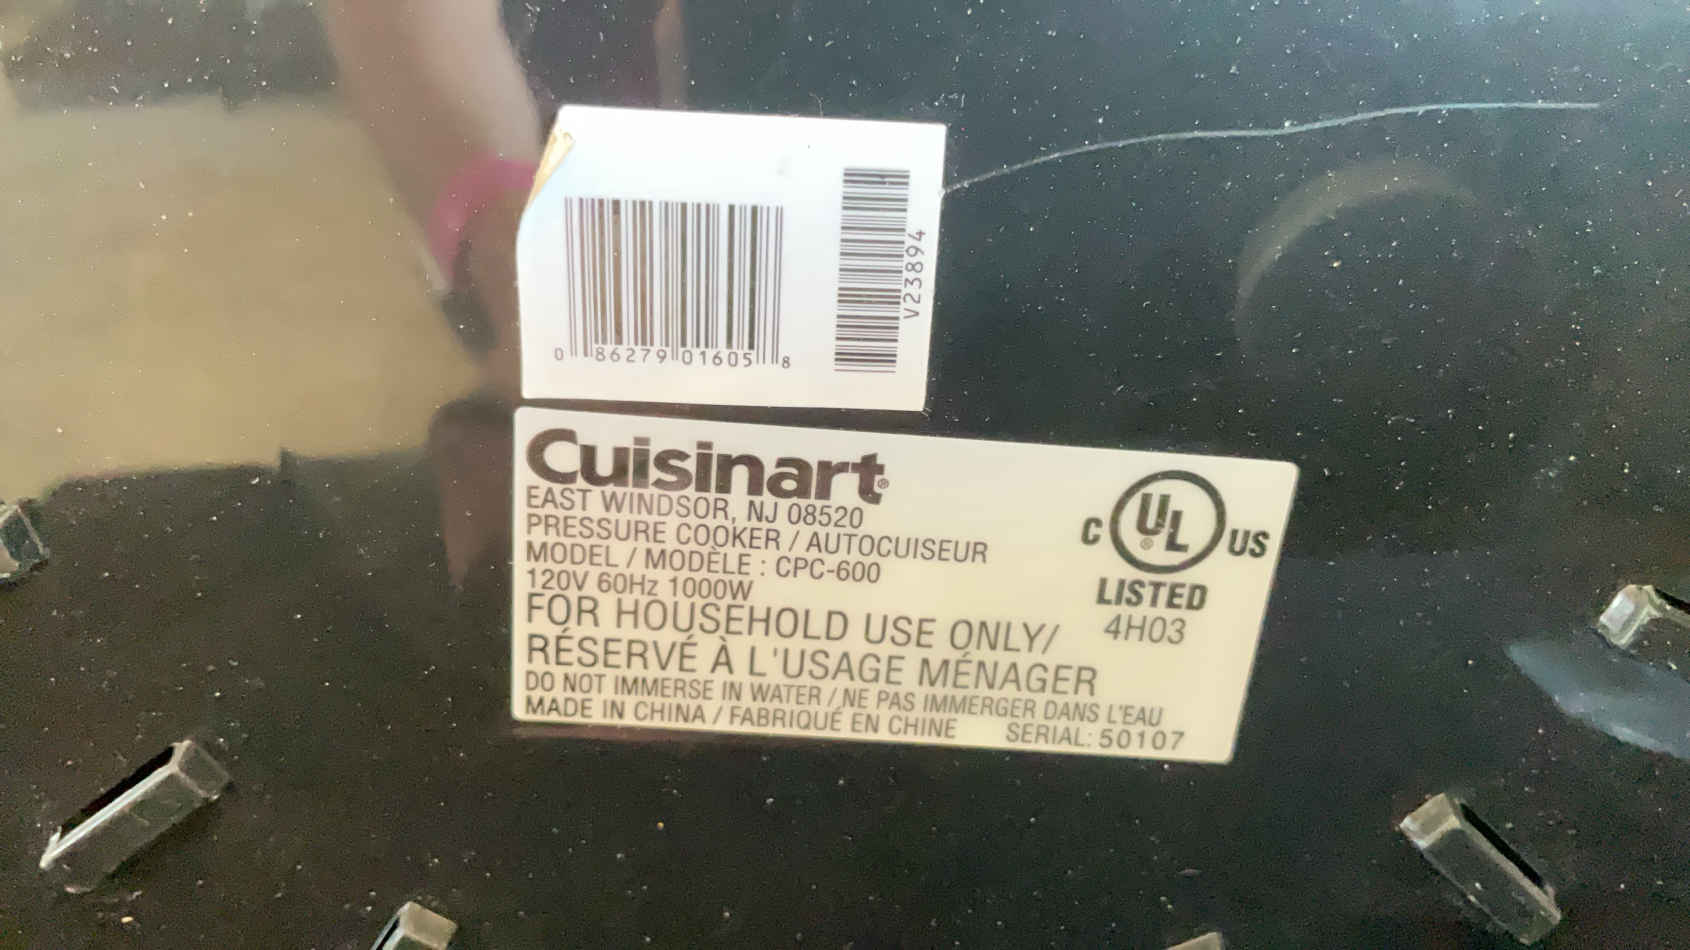 0 86279 01605 8
V23894
Cuisinart®
EAST WINDSOR, NJ 08520
PRESSURE COOKER / AUTOCUISEUR
MODEL / MODÈLE : CPC-600
120V 60Hz 1000W
FOR HOUSEHOLD USE ONLY/
RÉSERVÉ À L'USAGE MÉNAGER
DO NOT IMMERSE IN WATER / NE PAS IMMERGER DANS L'EAU
MADE IN CHINA / FABRIQUÉ EN CHINE SERIAL: 50107
C UL® US
LISTED
4H03